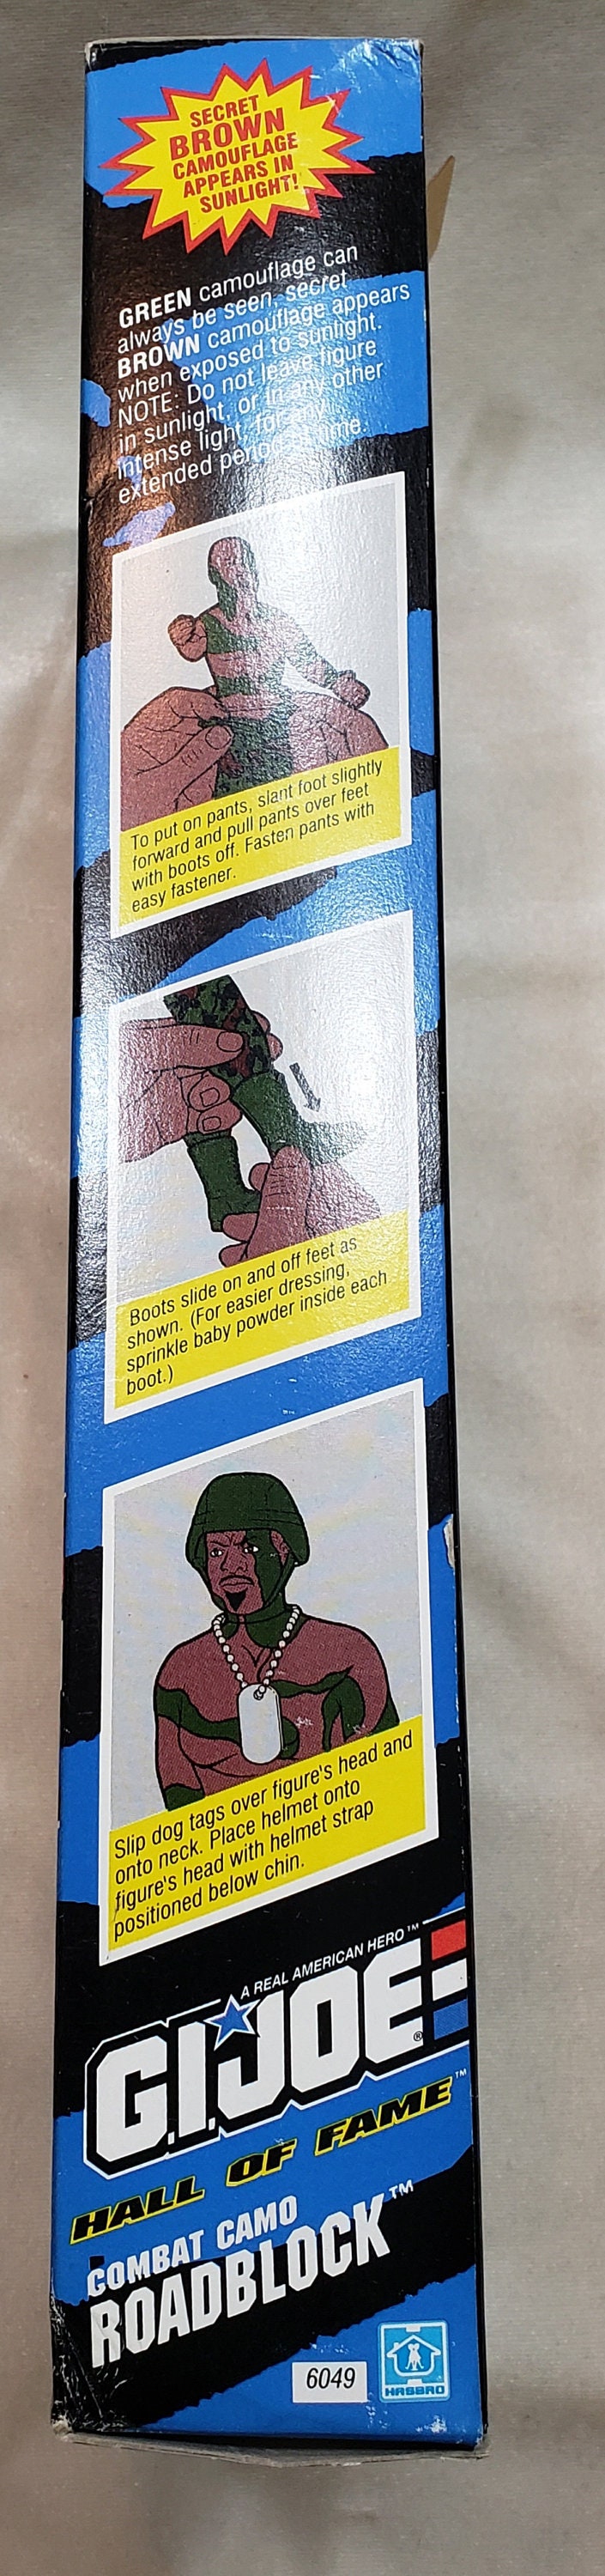 SECRET
BROWN
CAMOUFLAGE
APPEARS IN
SUNLIGHT!
GREEN camouflage can
always be seen, secret
BROWN camouflage appears
when exposed to sunlight.
NOTE: Do not leave figure
in sunlight, or in any other
intense light, for any
extended period of time.
To put on pants, slant foot slightly
forward and pull pants over feet
with boots off. Fasten pants with
easy fastener.
Boots slide on and off feet as
shown. (For easier dressing,
sprinkle baby powder inside each
boot.)
Slip dog tags over figure's head and
onto neck. Place helmet onto
figure's head with helmet strap
positioned below chin.
A REAL AMERICAN HERO™
G.I.JOE®
HALL OF FAME™
COMBAT CAMO
ROADBLOCK™
6049
HASBRO